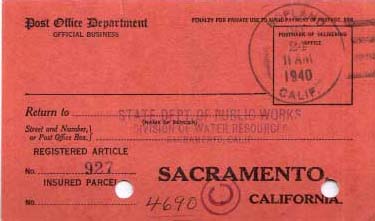 Post Office Department
OFFICIAL BUSINESS
PENALTY FOR PRIVATE USE TO AVOID PAYMENT OF POSTAGE, $300
POSTMARK OF DELIVERING
OFFICE
11 AM
1940
CALIF.
Return to
STATE DEPT. OF PUBLIC WORKS
(NAME OF SENDER)
Street and Number,
or Post Office Box,
DIVISION OF WATER RESOURCES
SACRAMENTO, CALIF.
REGISTERED ARTICLE
No. 927
INSURED PARCEL
No.
SACRAMENTO,
CALIFORNIA.
4690
C